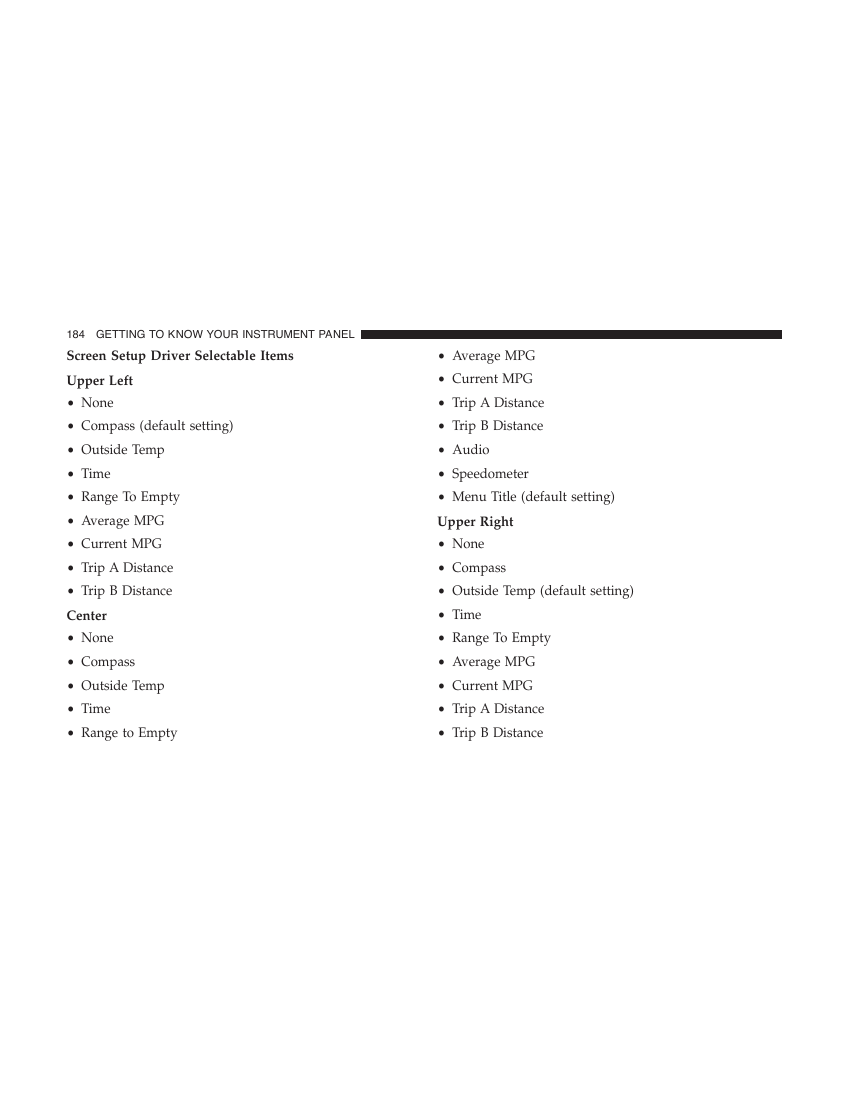 184 GETTING TO KNOW YOUR INSTRUMENT PANEL
Screen Setup Driver Selectable Items
Upper Left
• None
• Compass (default setting)
• Outside Temp
• Time
• Range To Empty
• Average MPG
• Current MPG
• Trip A Distance
• Trip B Distance
Center
• None
• Compass
• Outside Temp
• Time
• Range to Empty
• Average MPG
• Current MPG
• Trip A Distance
• Trip B Distance
• Audio
• Speedometer
• Menu Title (default setting)
Upper Right
• None
• Compass
• Outside Temp (default setting)
• Time
• Range To Empty
• Average MPG
• Current MPG
• Trip A Distance
• Trip B Distance